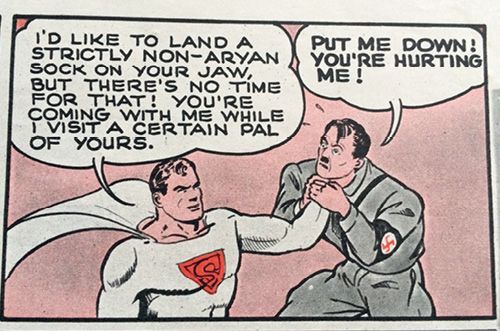 I'D LIKE TO LAND A
STRICTLY NON-ARYAN
SOCK ON YOUR JAW,
BUT THERE'S NO TIME
FOR THAT! YOU'RE
COMING WITH ME WHILE
I VISIT A CERTAIN PAL
OF YOURS.
PUT ME DOWN!
YOU'RE HURTING
ME!
S